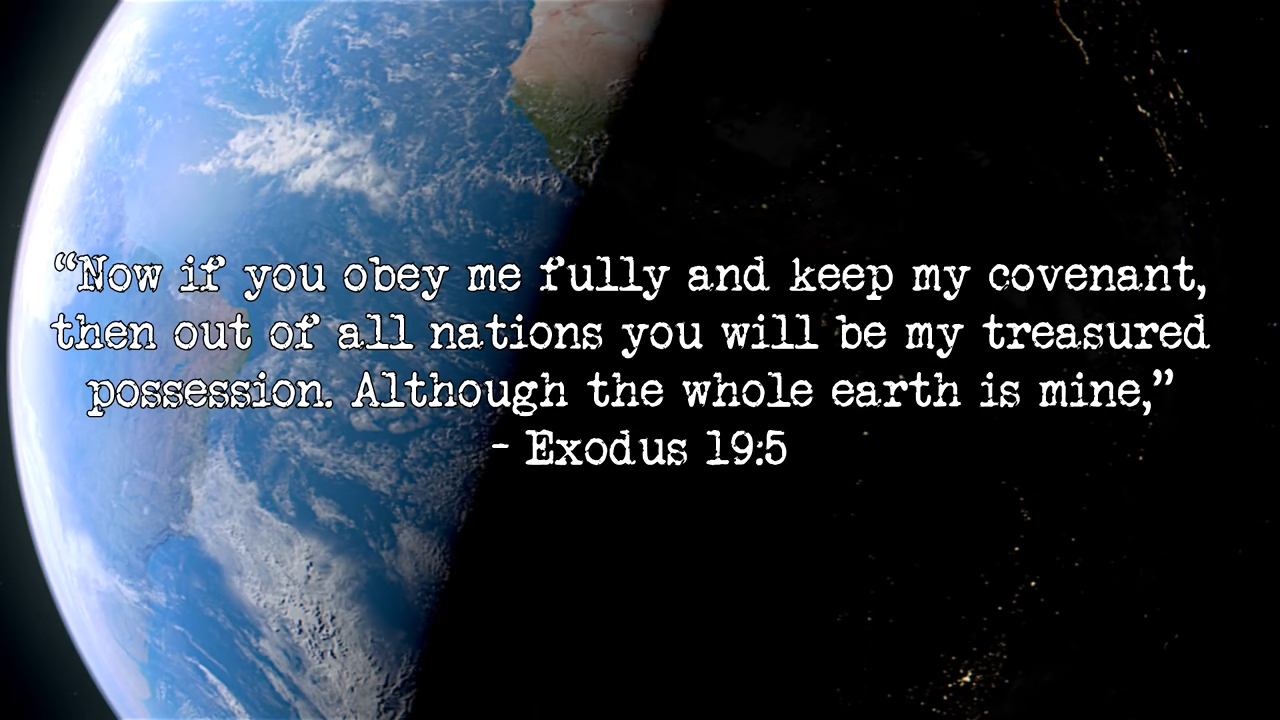 “Now if you obey me fully and keep my covenant,
then out of all nations you will be my treasured
possession. Although the whole earth is mine,”
- Exodus 19:5